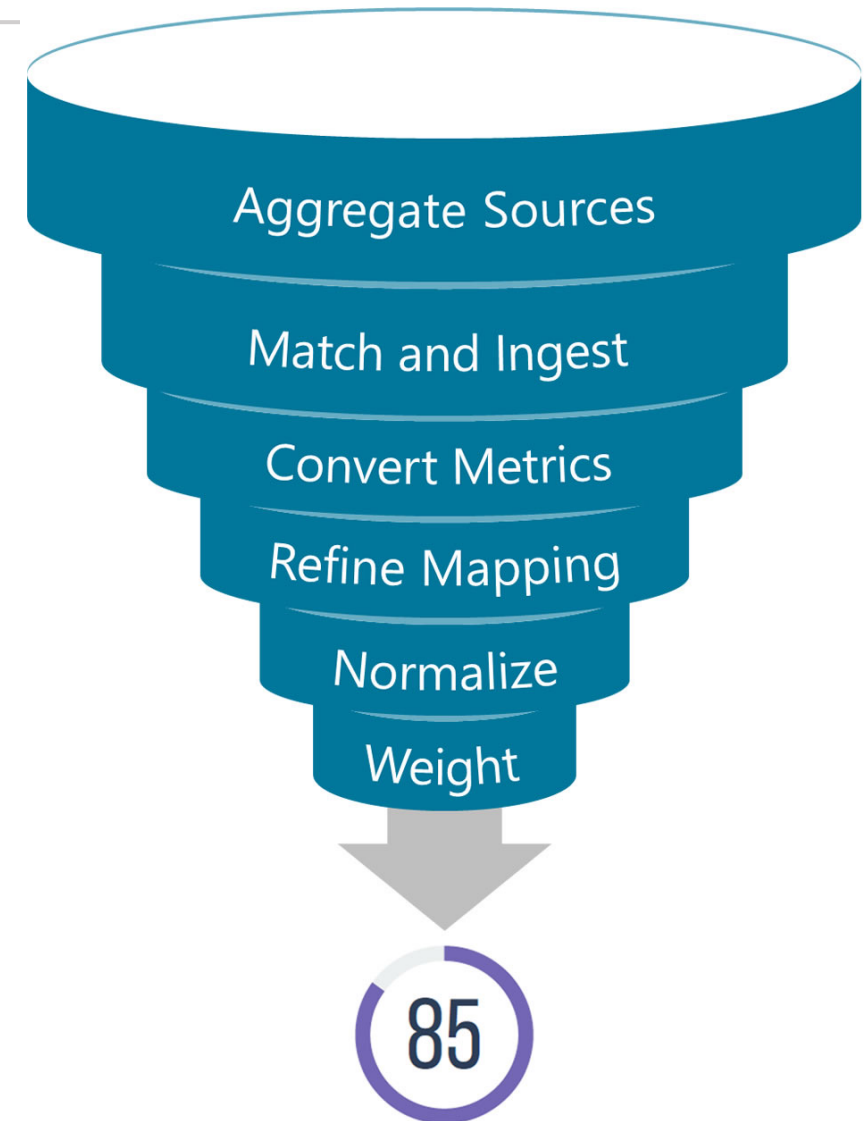 Aggregate Sources
Match and Ingest
Convert Metrics
Refine Mapping
Normalize
Weight
85